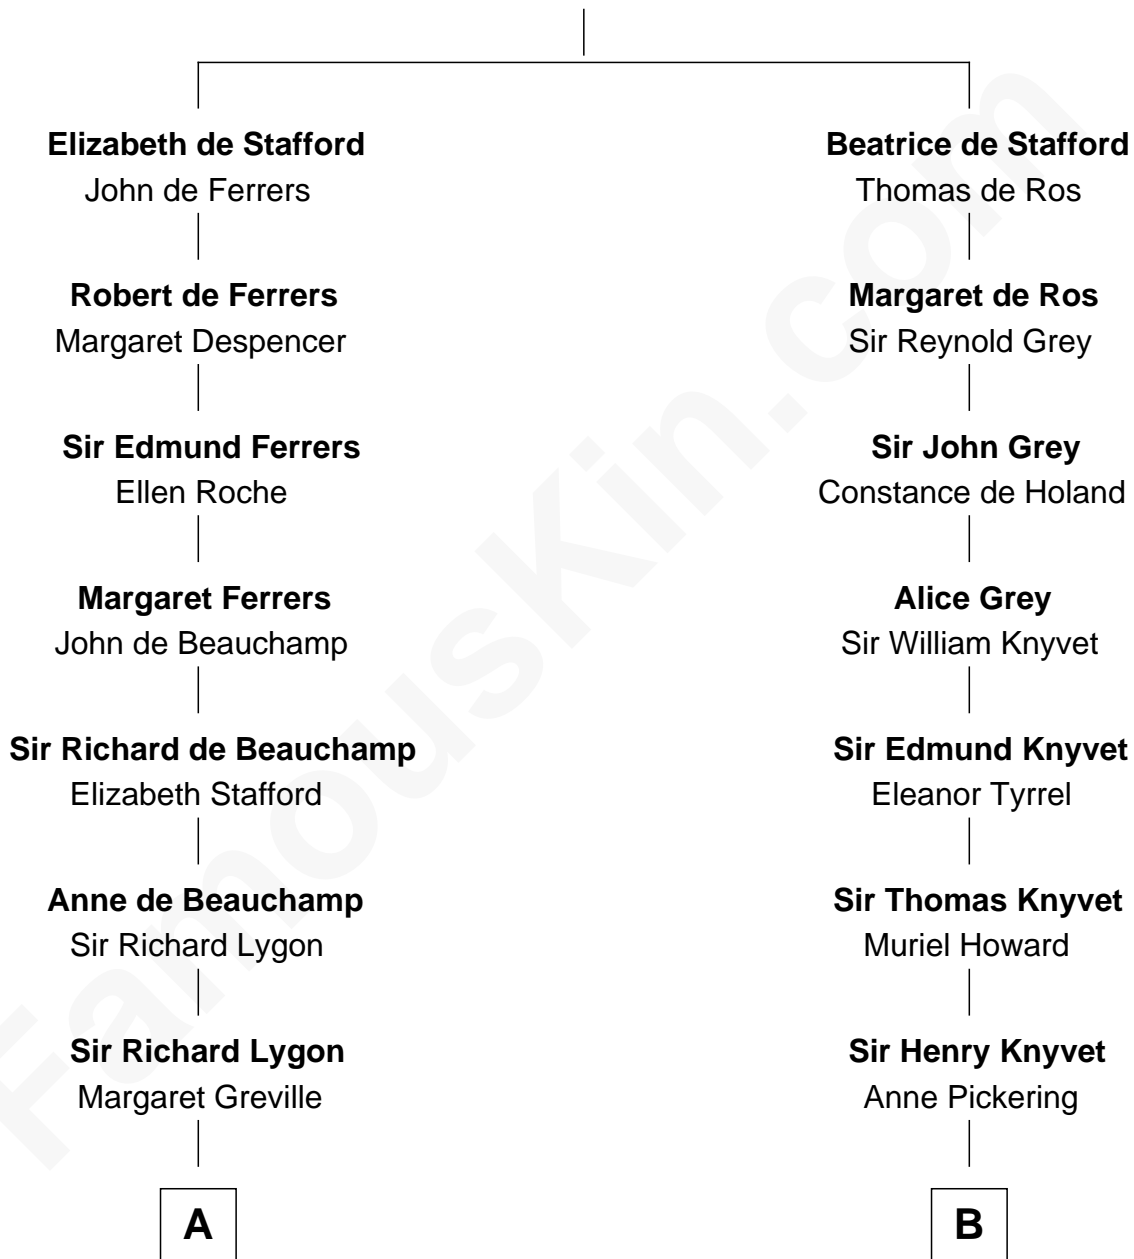 Elizabeth de Stafford
John de Ferrers
Robert de Ferrers
Margaret Despencer
Sir Edmund Ferrers
Ellen Roche
Margaret Ferrers
John de Beauchamp
Sir Richard de Beauchamp
Elizabeth Stafford
Anne de Beauchamp
Sir Richard Lygon
Sir Richard Lygon
Margaret Greville
A
Beatrice de Stafford
Thomas de Ros
Margaret de Ros
Sir Reynold Grey
Sir John Grey
Constance de Holand
Alice Grey
Sir William Knyvet
Sir Edmund Knyvet
Eleanor Tyrrel
Sir Thomas Knyvet
Muriel Howard
Sir Henry Knyvet
Anne Pickering
B
FamousKin.com